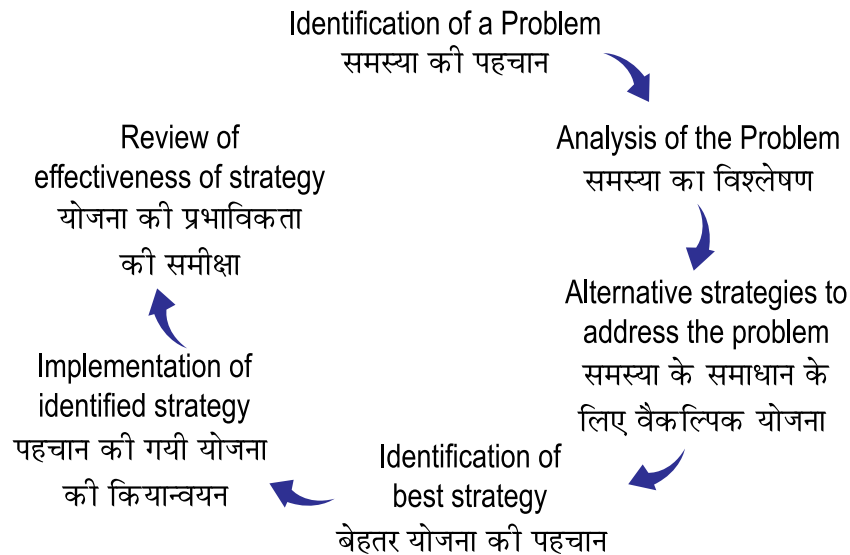 Identification of a Problem
समस्या की पहचान
Analysis of the Problem
समस्या का विश्लेषण
Alternative strategies to
address the problem
समस्या के समाधान के
लिए वैकल्पिक योजना
Identification of
best strategy
बेहतर योजना की पहचान
Implementation of
identified strategy
पहचान की गयी योजना
की कियान्वयन
Review of
effectiveness of strategy
योजना की प्रभाविकता
की समीक्षा